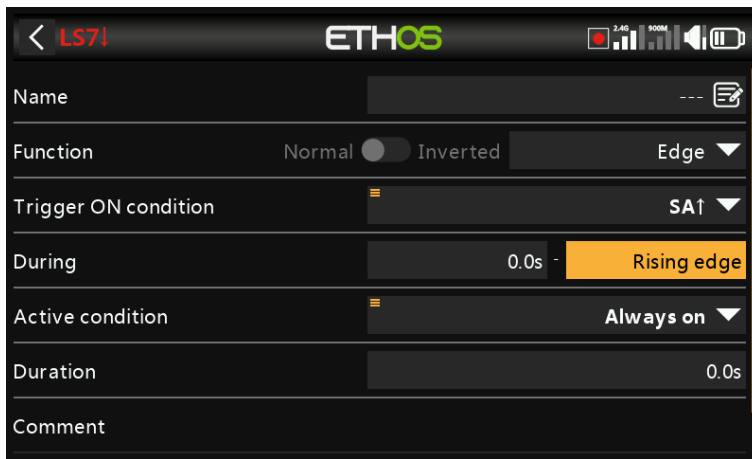 LS7↓ ETHOS 2.4G 900M
Name ---
Function Normal Inverted Edge
Trigger ON condition SA↑
During 0.0s - Rising edge
Active condition Always on
Duration 0.0s
Comment